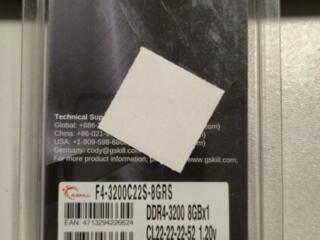 Technical Sup
Global: +886-
China: +86-021-
USA: +1-909-598-
Germany: cody@gskill
For more product information, p www.gskill.com
G.SKILL
F4-3200C22S-8GRS
DDR4-3200 8GBx1
EAN: 4713294226624
CL22-22-22-52 1.20v